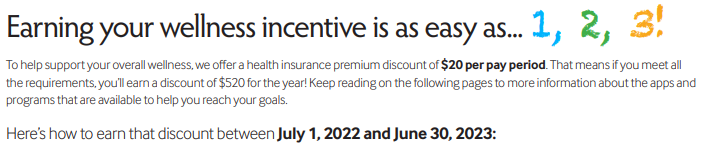 Earning your wellness incentive is as easy as... 1, 2, 3!
To help support your overall wellness, we offer a health insurance premium discount of $20 per pay period. That means if you meet all
the requirements, you'll earn a discount of $520 for the year! Keep reading on the following pages to more information about the apps and
programs that are available to help you reach your goals.
Here's how to earn that discount between July 1, 2022 and June 30, 2023: